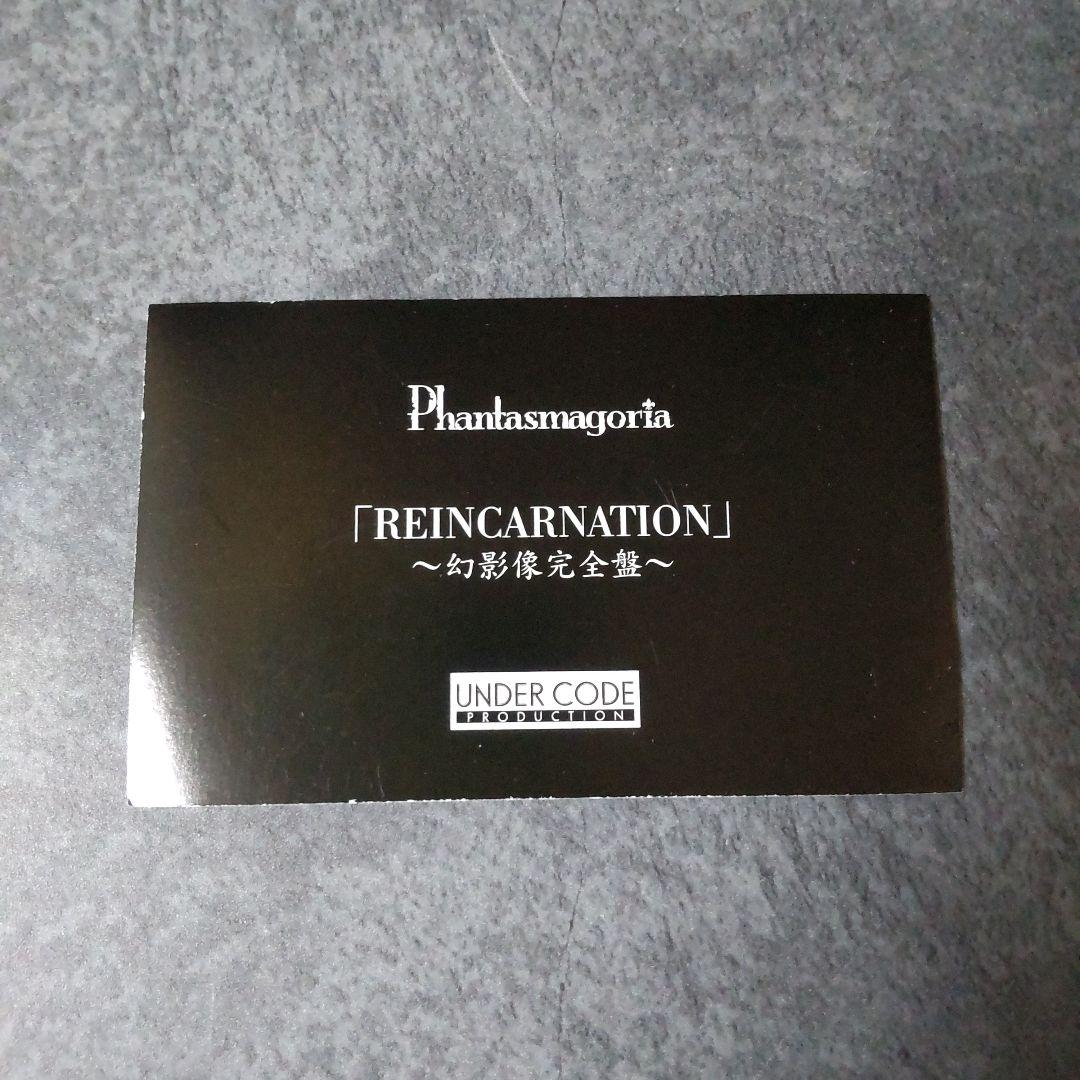 Phantasmagoria
「REINCARNATION」
～幻影像完全盤～
UNDER CODE
PRODUCTION